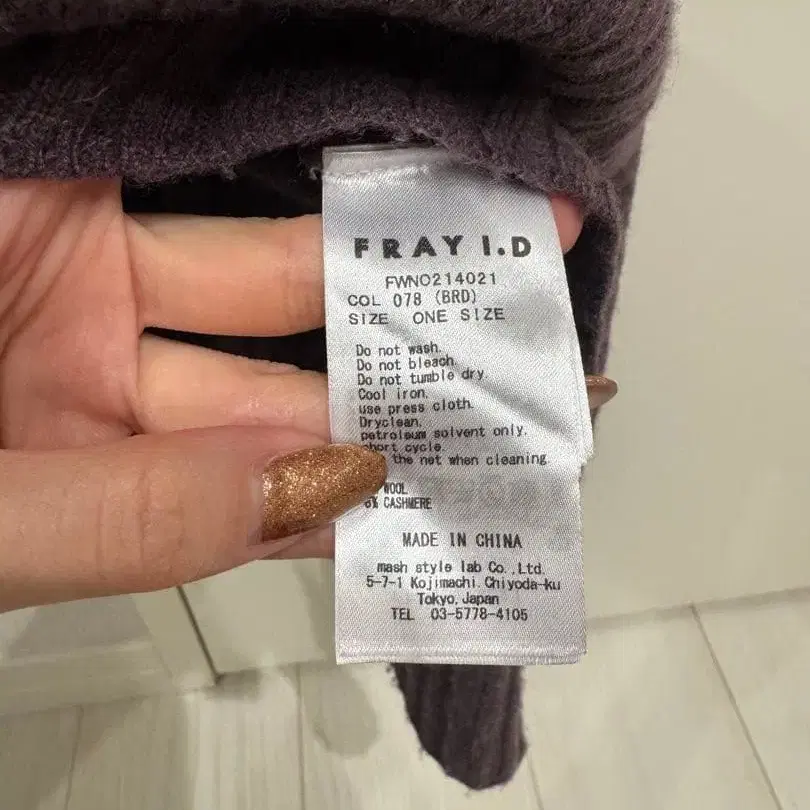 FRAY I.D
FWNO214021
COL 078 (BRD)
SIZE ONE SIZE
Do not wash.
Do not bleach.
Do not tumble dry.
Cool iron.
use press cloth.
Dryclean.
petroleum solvent only.
short cycle.
the net when cleaning.
WOOL
CASHMERE
MADE IN CHINA
mash style lab Co.,Ltd.
5-7-1 Kojimachi.Chiyoda-ku
Tokyo.Japan
TEL 03-5778-4105